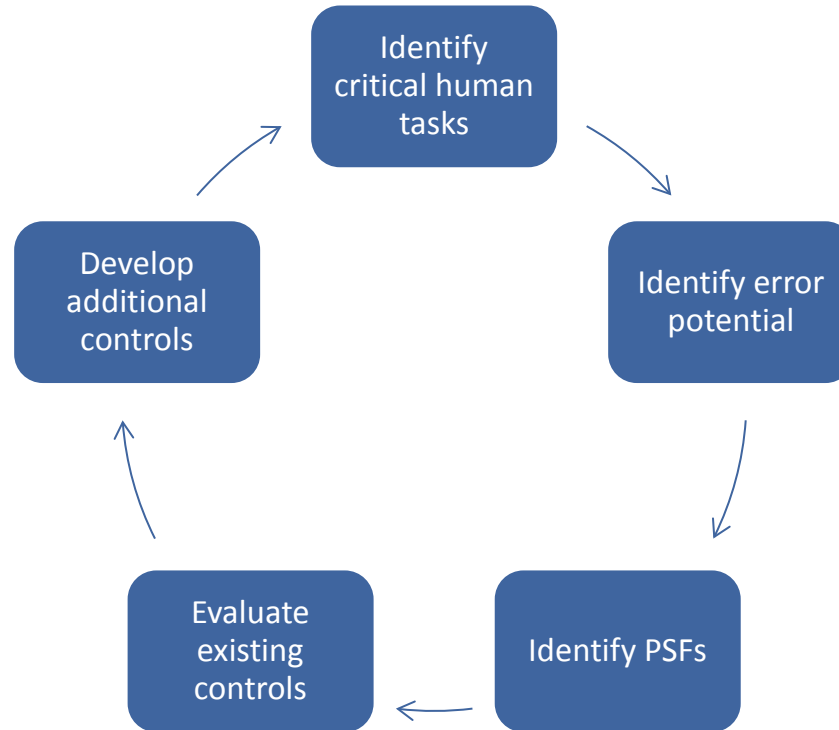 Identify
critical human
tasks
Identify error
potential
Identify PSFs
Evaluate
existing
controls
Develop
additional
controls